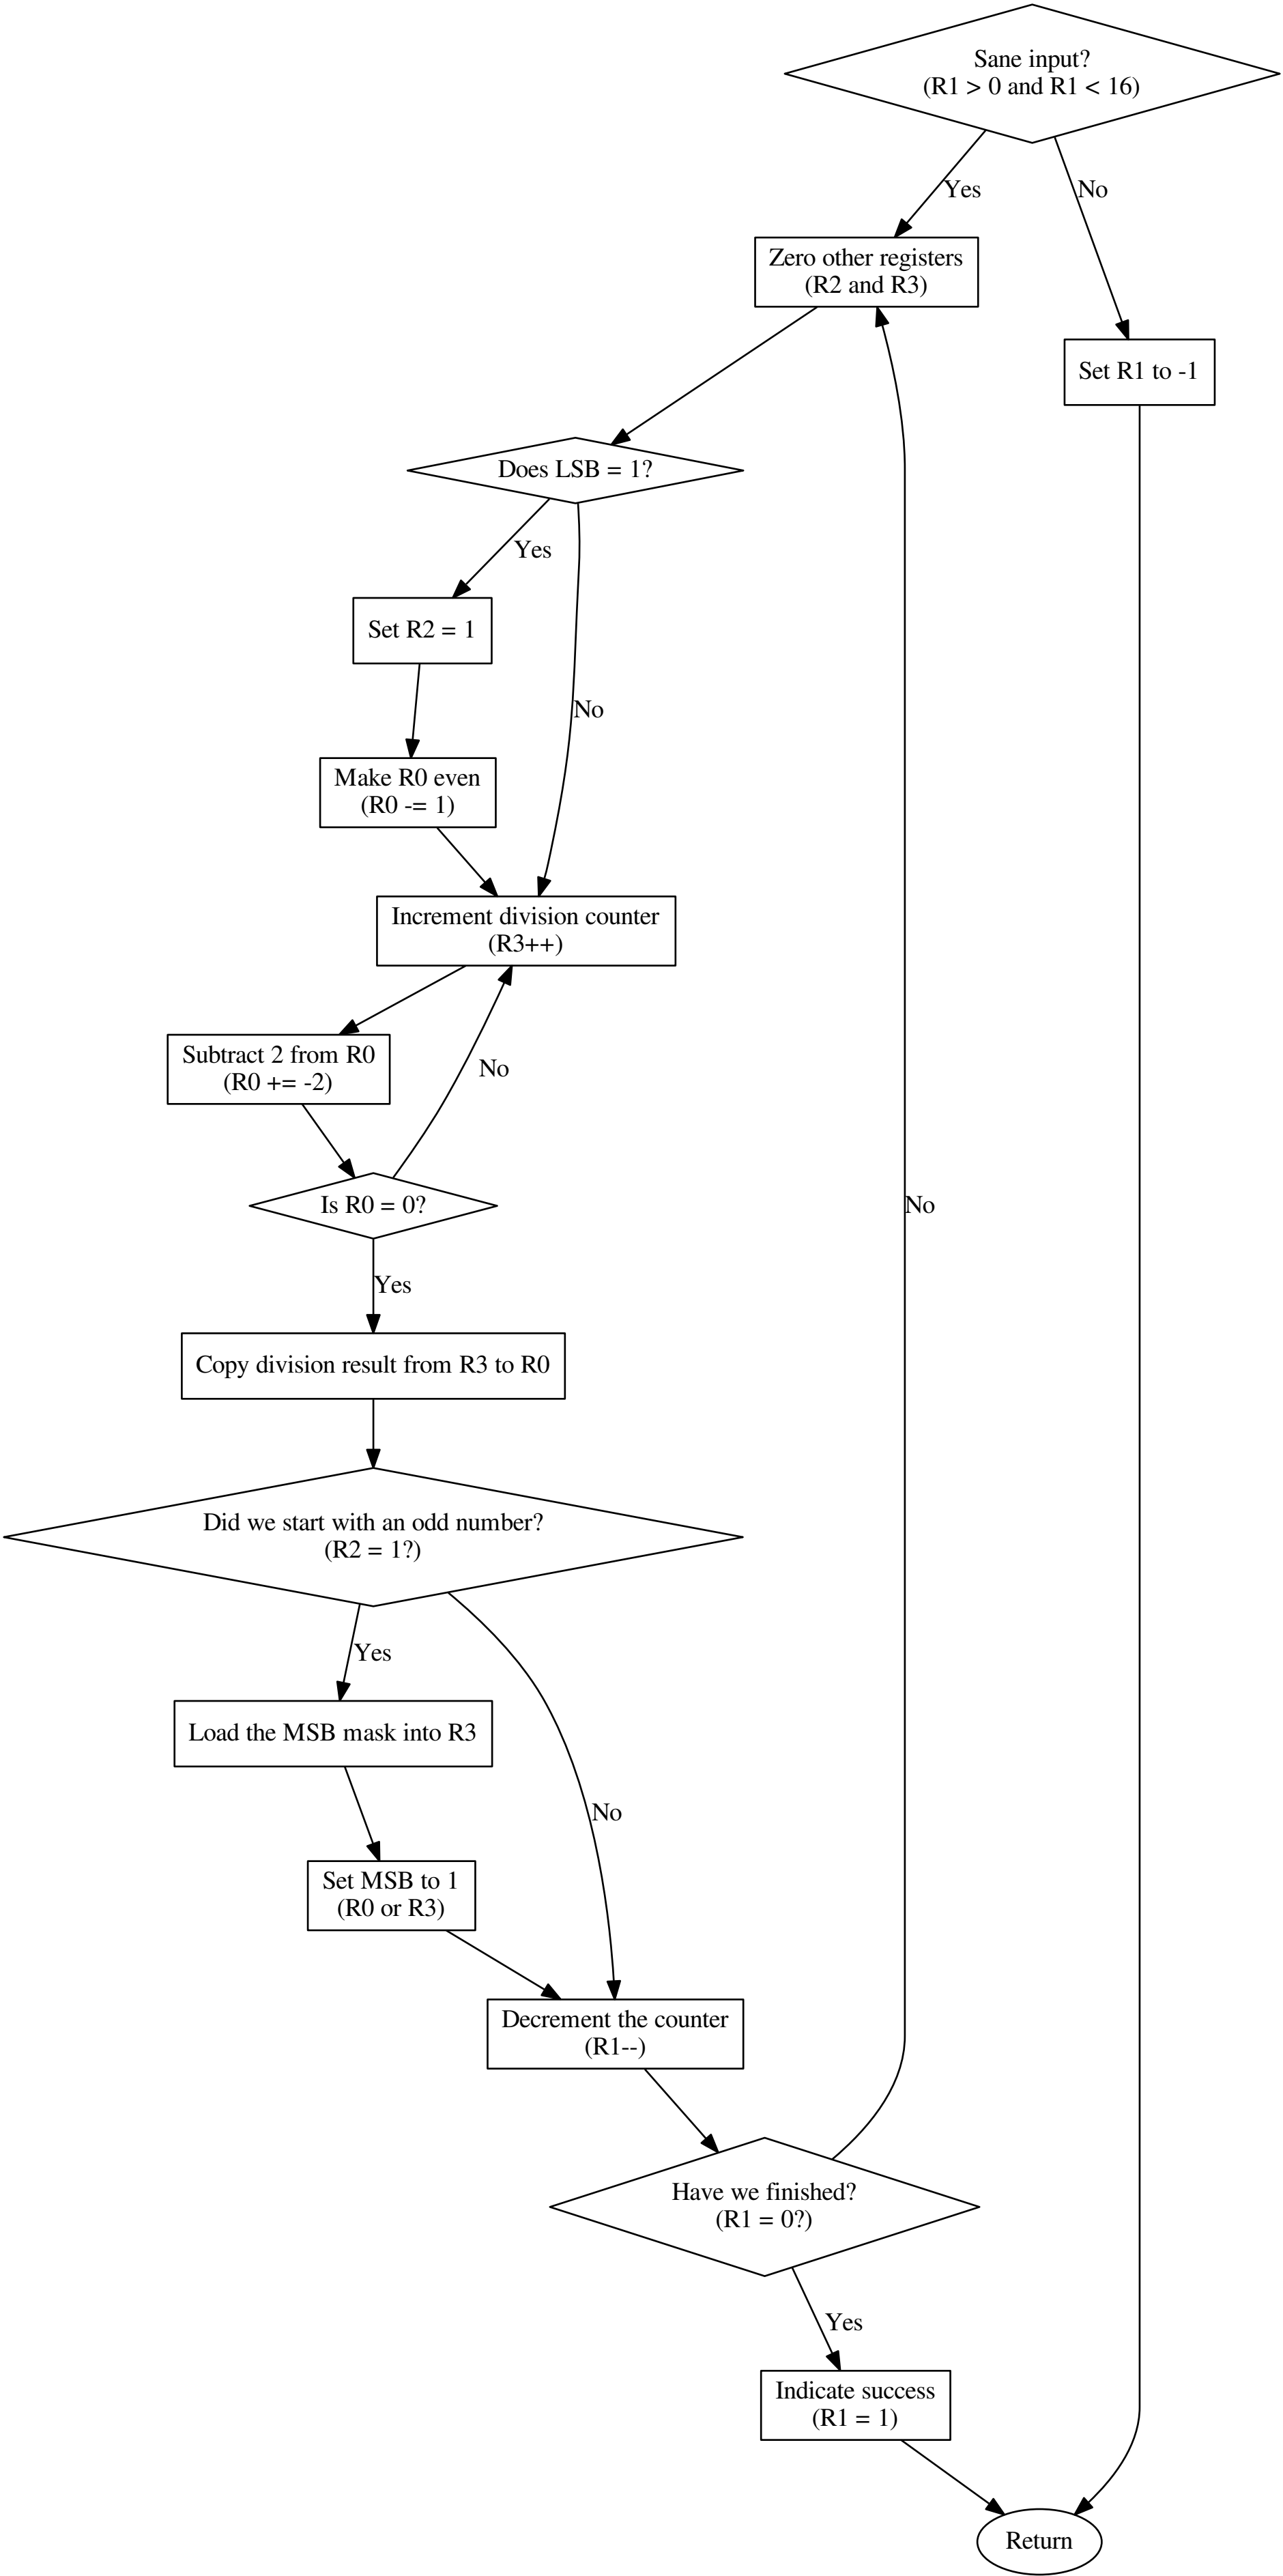 Sane input?
(R1 > 0 and R1 < 16)
Yes
No
Zero other registers
(R2 and R3)
Set R1 to -1
Does LSB = 1?
Yes
Set R2 = 1
No
Make R0 even
(R0 -= 1)
Increment division counter
(R3++)
Subtract 2 from R0
(R0 += -2)
No
Is R0 = 0?
No
Yes
Copy division result from R3 to R0
Did we start with an odd number?
(R2 = 1?)
Yes
Load the MSB mask into R3
No
Set MSB to 1
(R0 or R3)
Decrement the counter
(R1--)
Have we finished?
(R1 = 0?)
Yes
Indicate success
(R1 = 1)
Return